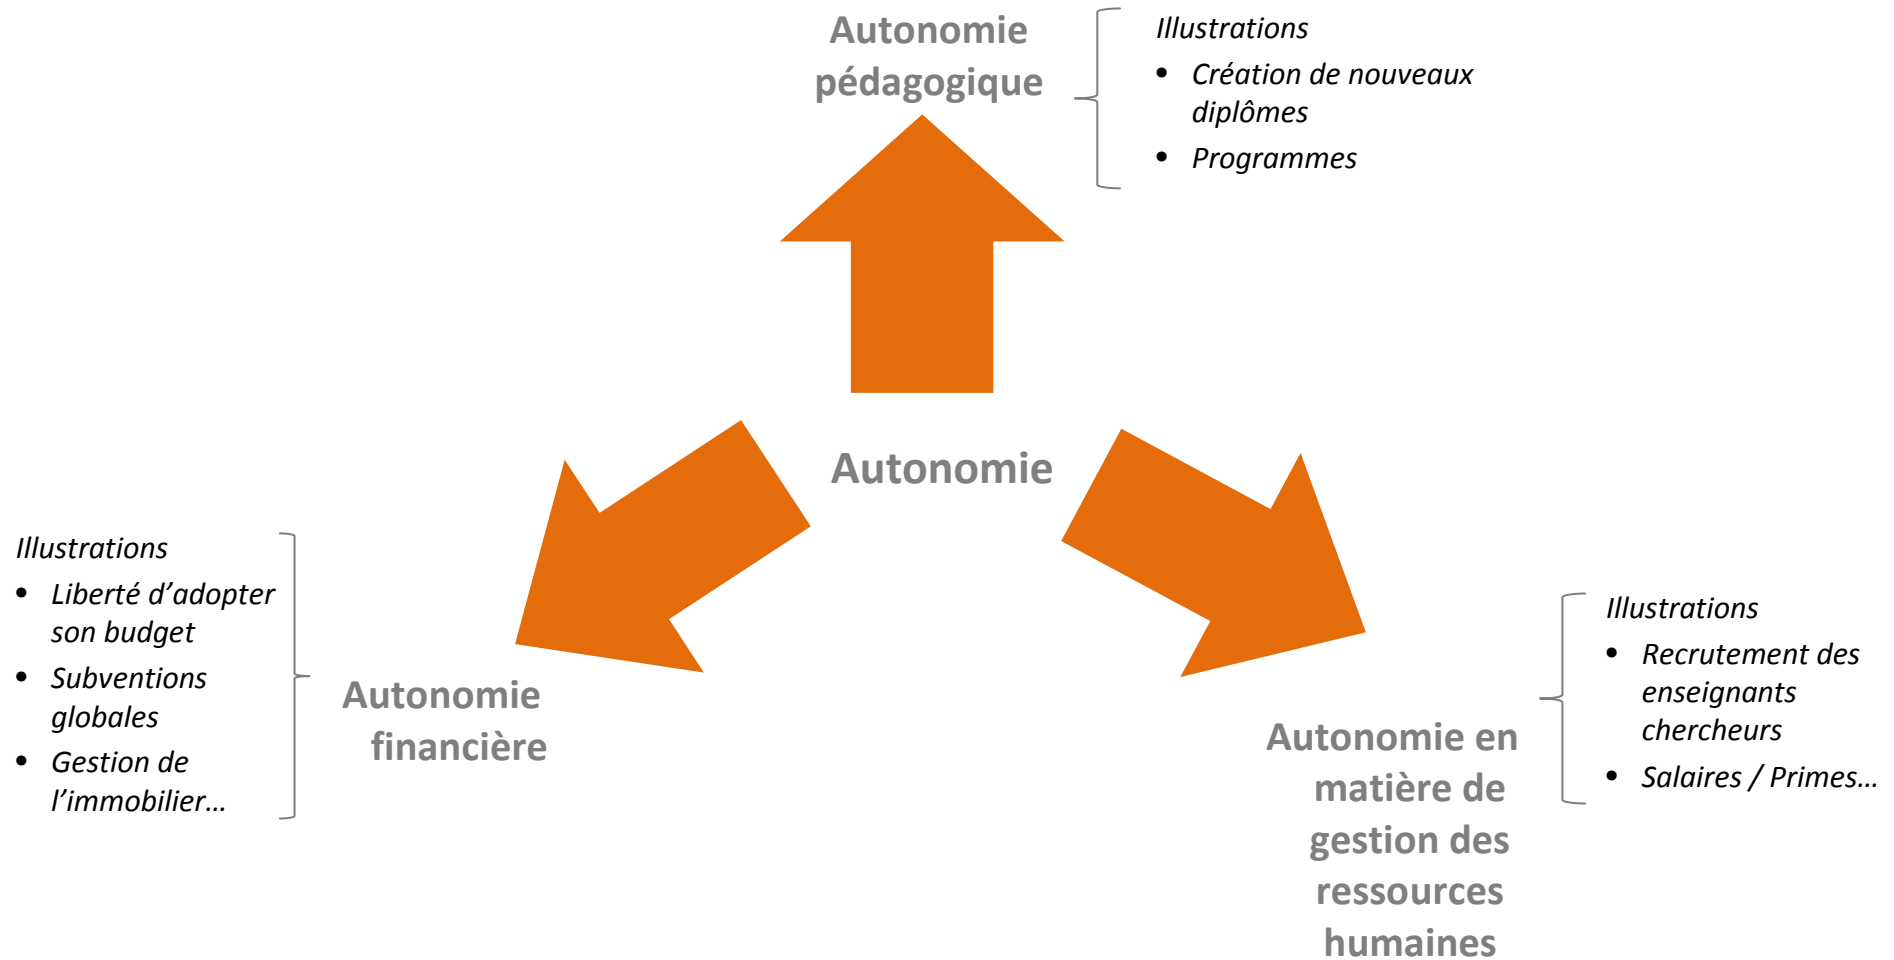 Autonomie
pédagogique
Illustrations
• Création de nouveaux
diplômes
• Programmes
Autonomie
Illustrations
• Liberté d’adopter
son budget
• Subventions
globales
• Gestion de
l’immobilier…
Autonomie
financière
Autonomie en
matière de
gestion des
ressources
humaines
Illustrations
• Recrutement des
enseignants
chercheurs
• Salaires / Primes…